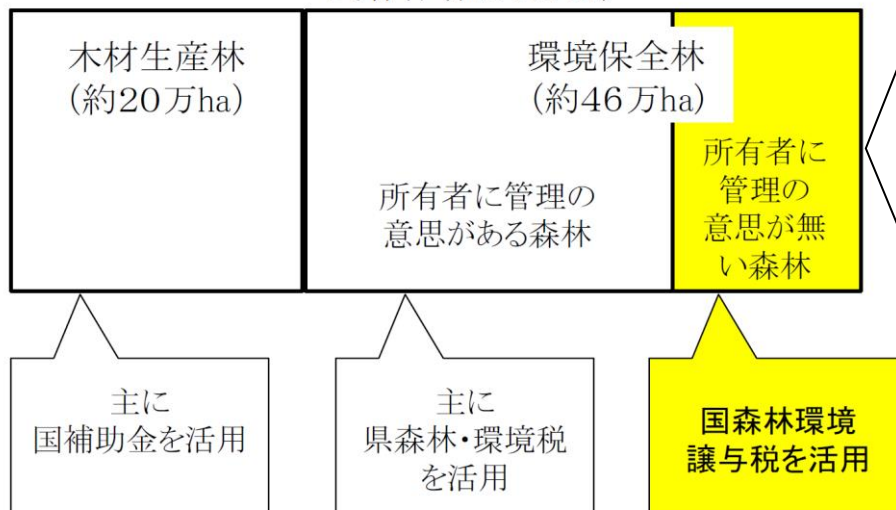 木材生産林
(約20万ha)
環境保全林
(約46万ha)
所有者に管理の
意思がある森林
所有者に
管理の
意思が無
い森林
主に
国補助金を活用
主に
県森林・環境税
を活用
国森林環境
譲与税を活用